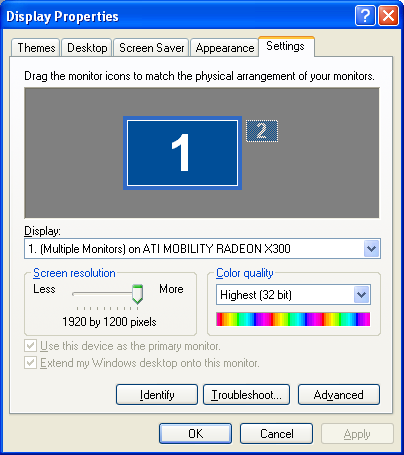 Display Properties
Themes Desktop Screen Saver Appearance Settings
Drag the monitor icons to match the physical arrangement of your monitors.
1 2
Display:
1. (Multiple Monitors) on ATI MOBILITY RADEON X300
Screen resolution
Less More
1920 by 1200 pixels
Color quality
Highest (32 bit)
Use this device as the primary monitor.
Extend my Windows desktop onto this monitor.
Identify Troubleshoot... Advanced
OK Cancel Apply